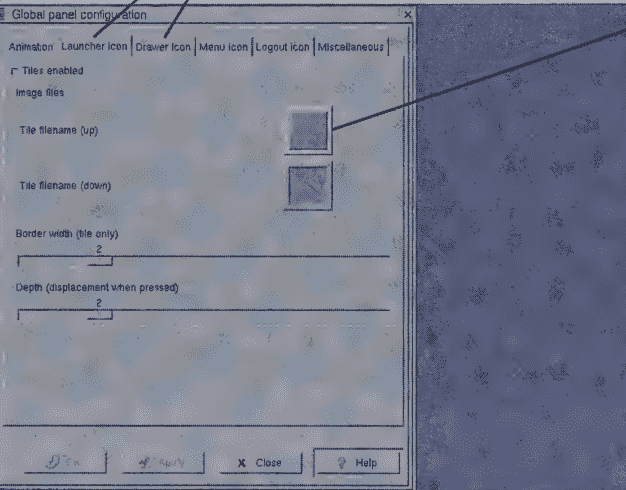 Global panel configuration
Animation Launcher icon Drawer icon Menu icon Logout icon Miscellaneous
Tiles enabled
Image files
Tile filename (up)
Tile filename (down)
Border width (tile only)
2
Depth (displacement when pressed)
2
Apply Close Help